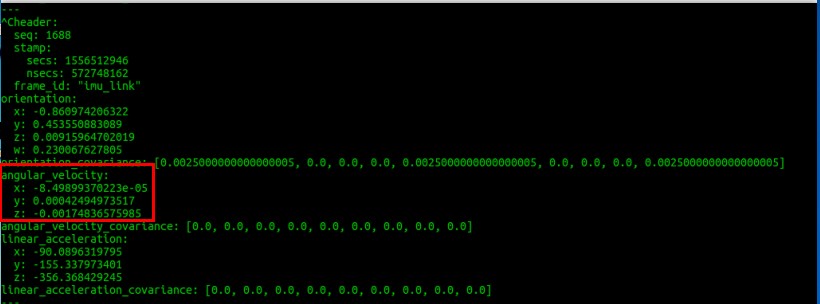 ---
^Cheader:
  seq: 1688
  stamp:
    secs: 1556512946
    nsecs: 572748162
  frame_id: "imu_link"
orientation:
  x: -0.860974206322
  y: 0.453550883089
  z: 0.00915964702019
  w: 0.230067627805
orientation_covariance: [0.0025000000000000005, 0.0, 0.0, 0.0, 0.0025000000000000005, 0.0, 0.0, 0.0, 0.0025000000000000005]
angular_velocity:
  x: -8.49899370223e-05
  y: 0.00042494973517
  z: -0.00174836575985
angular_velocity_covariance: [0.0, 0.0, 0.0, 0.0, 0.0, 0.0, 0.0, 0.0, 0.0]
linear_acceleration:
  x: -90.0896319795
  y: -155.337973401
  z: -356.368429245
linear_acceleration_covariance: [0.0, 0.0, 0.0, 0.0, 0.0, 0.0, 0.0, 0.0, 0.0]
---